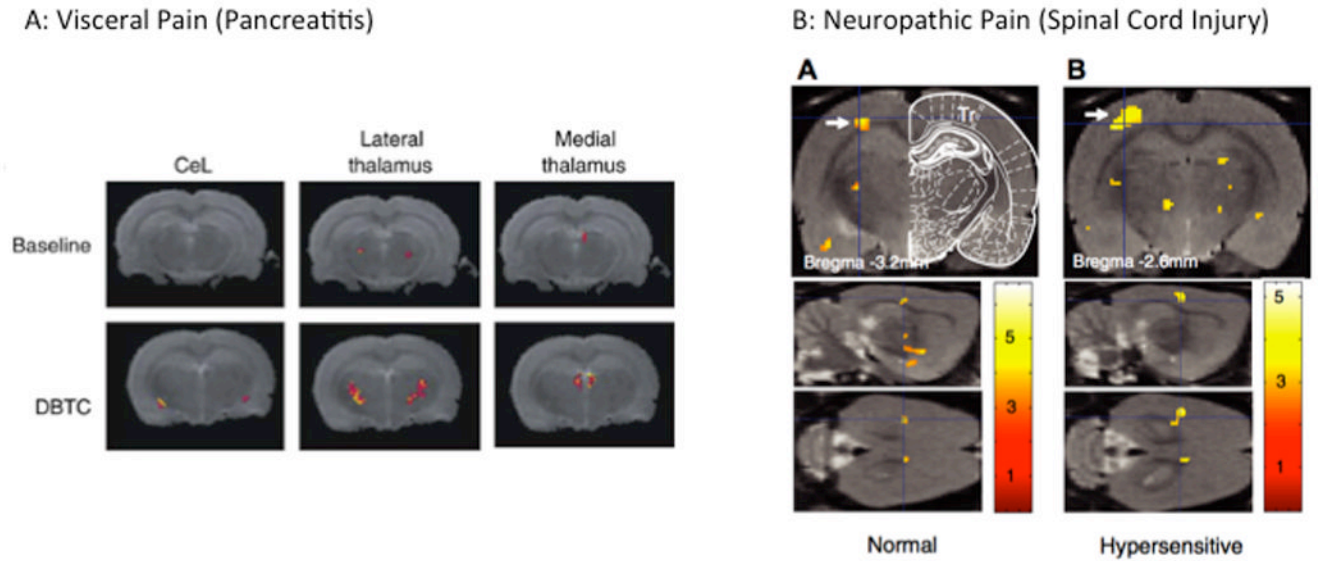 A: Visceral Pain (Pancreatitis)
B: Neuropathic Pain (Spinal Cord Injury)
CeL
Lateral
thalamus
Medial
thalamus
Baseline
DBTC
A
B
Tr
Bregma -3.2mm
Bregma -2.6mm
5
3
1
5
3
1
Normal
Hypersensitive